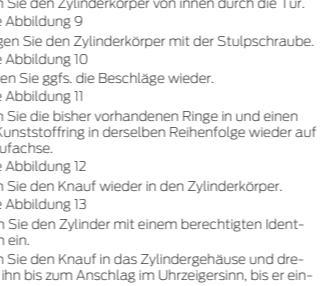 n Sie den Zylinderkörper von innen durch die Tür.
e Abbildung 9
gen Sie den Zylinderkörper mit der Stulpschraube.
e Abbildung 10
en Sie ggfs. die Beschläge wieder.
e Abbildung 11
n Sie die bisher vorhandenen Ringe in und einen
Kunststoffring in derselben Reihenfolge wieder auf
ufachse.
e Abbildung 12
n Sie den Knauf wieder in den Zylinderkörper.
e Abbildung 13
n Sie den Zylinder mit einem berechtigten Ident-
n ein.
n Sie den Knauf in das Zylindergehäuse und dre-
ihn bis zum Anschlag im Uhrzeigersinn, bis er ein-